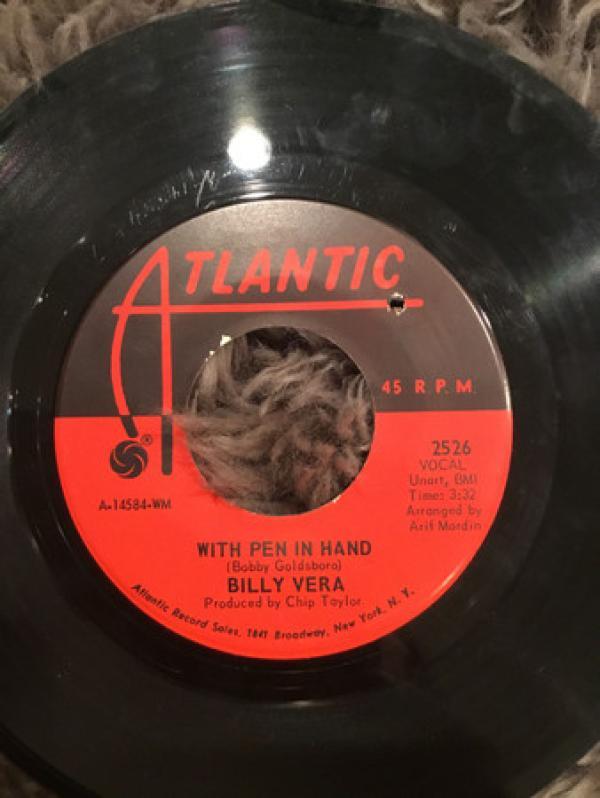 ATLANTIC
45 R.P.M.
®
2526
VOCAL
Unart, BMI
Time: 3:32
Arranged by
Arif Mardin
A-14584-WM
WITH PEN IN HAND
(Bobby Goldsboro)
BILLY VERA
Produced by Chip Taylor
Atlantic Record Sales, 1841 Broadway, New York, N. Y.